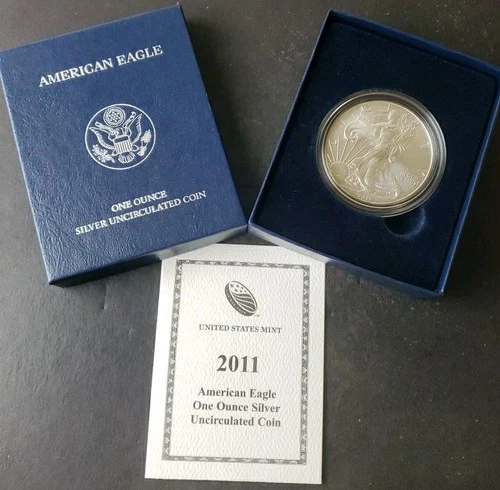 AMERICAN EAGLE
ONE OUNCE
SILVER UNCIRCULATED COIN
UNITED STATES MINT
2011
American Eagle
One Ounce Silver
Uncirculated Coin